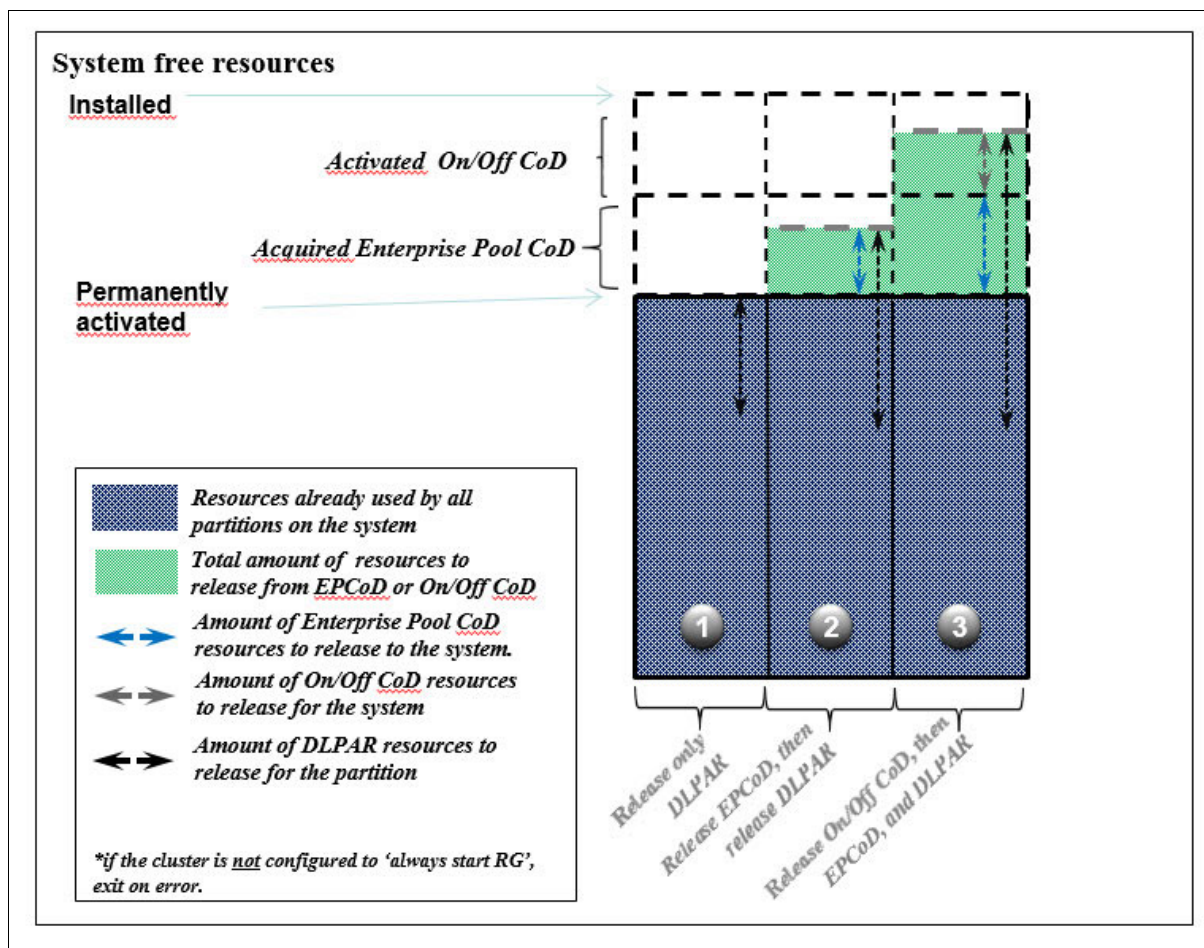 System free resources
Installed
Activated On/Off CoD
Acquired Enterprise Pool CoD
Permanently
activated
Resources already used by all
partitions on the system
Total amount of resources to
release from EPCoD or On/Off CoD
Amount of Enterprise Pool CoD
resources to release to the system.
Amount of On/Off CoD resources
to release for the system
Amount of DLPAR resources to
release for the partition
*if the cluster is not configured to ‘always start RG’,
exit on error.
1
2
3
Release only
DLPAR
Release EPCoD, then
release DLPAR
Release On/Off CoD, then
EPCoD, and DLPAR